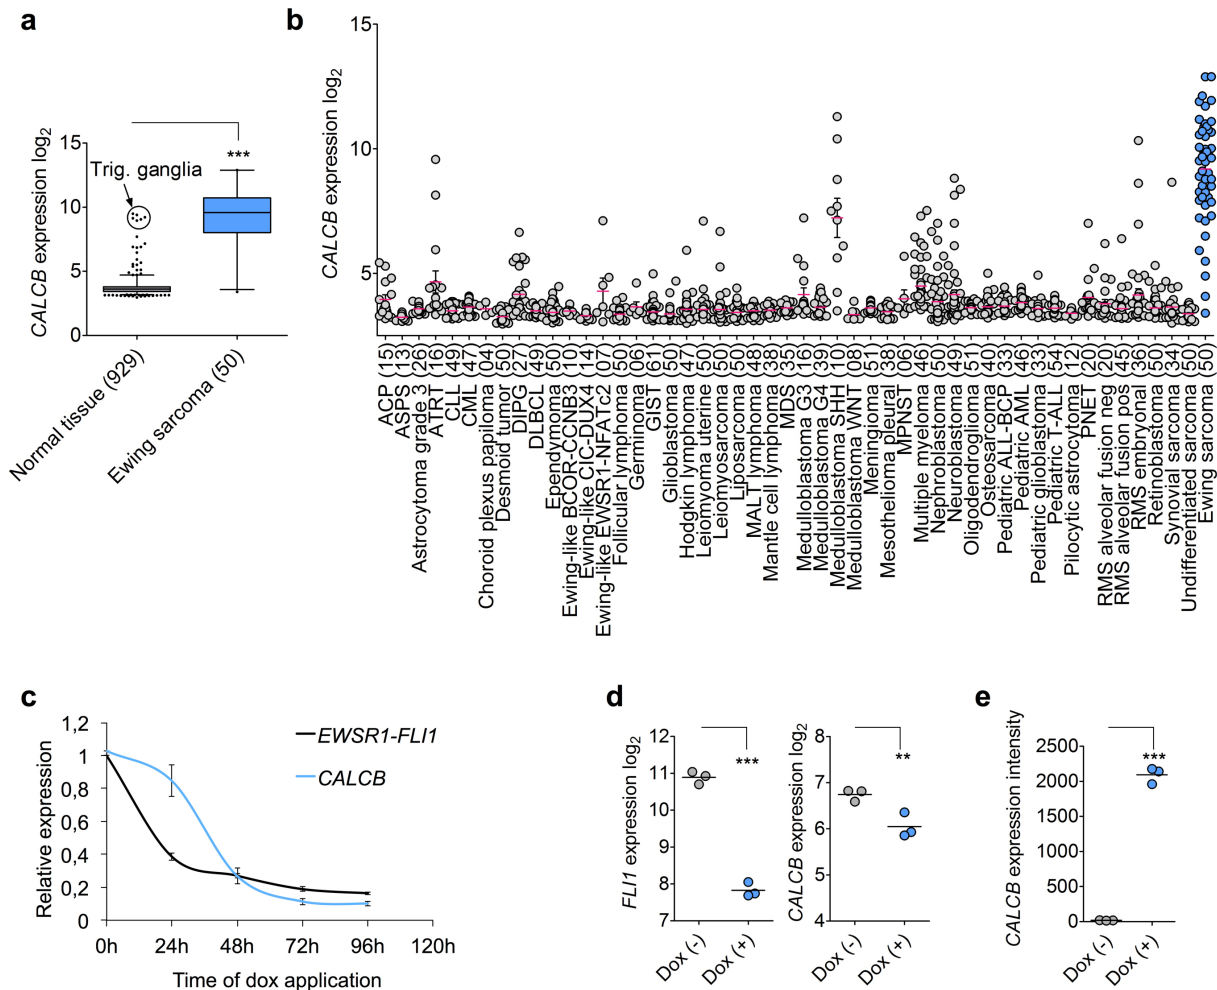 a
CALCB expression log2
15
10
5
0
Trig. ganglia
***
Normal tissue (929)
Ewing sarcoma (50)
b
CALCB expression log2
15
10
5
ACP (15)
ASPS (13)
Astrocytoma grade 3 (26)
ATRT (16)
CLL (49)
CML (47)
Choroid plexus papiloma (04)
Desmoid tumor (50)
DIPG (27)
DLBCL (49)
Ependymoma (50)
Ewing-like BCOR-CCNB3 (10)
Ewing-like CIC-DUX4 (14)
Ewing-like EWSR1-NFATc2 (07)
Follicular lymphoma (50)
Germinoma (06)
GIST (61)
Glioblastoma (50)
Hodgkin lymphoma (47)
Leiomyoma uterine (50)
Leiomyosarcoma (50)
Liposarcoma (50)
MALT lymphoma (48)
Mantle cell lymphoma (38)
MDS (35)
Medulloblastoma G3 (16)
Medulloblastoma G4 (39)
Medulloblastoma SHH (10)
Medulloblastoma WNT (08)
Meningioma (51)
Mesothelioma pleural (38)
MPNST (06)
Multiple myeloma (46)
Nephroblastoma (50)
Neuroblastoma (49)
Oligodendroglioma (51)
Osteosarcoma (40)
Pediatric ALL-BCP (33)
Pediatric AML (46)
Pediatric glioblastoma (33)
Pediatric T-ALL (54)
Pilocytic astrocytoma (12)
PNET (20)
RMS alveolar fusion neg (20)
RMS alveolar fusion pos (45)
RMS embryonal (36)
Retinoblastoma (50)
Synovial sarcoma (34)
Undifferentiated sarcoma (50)
Ewing sarcoma (50)
c
Relative expression
1,2
1
0,8
0,6
0,4
0,2
0
EWSR1-FLI1
CALCB
0h 24h 48h 72h 96h 120h
Time of dox application
d
FLI1 expression log2
12
11
10
9
8
7
***
Dox (-)
Dox (+)
CALCB expression log2
8
7
6
5
4
**
Dox (-)
Dox (+)
e
CALCB expression intensity
2500
2000
1500
1000
500
0
***
Dox (-)
Dox (+)